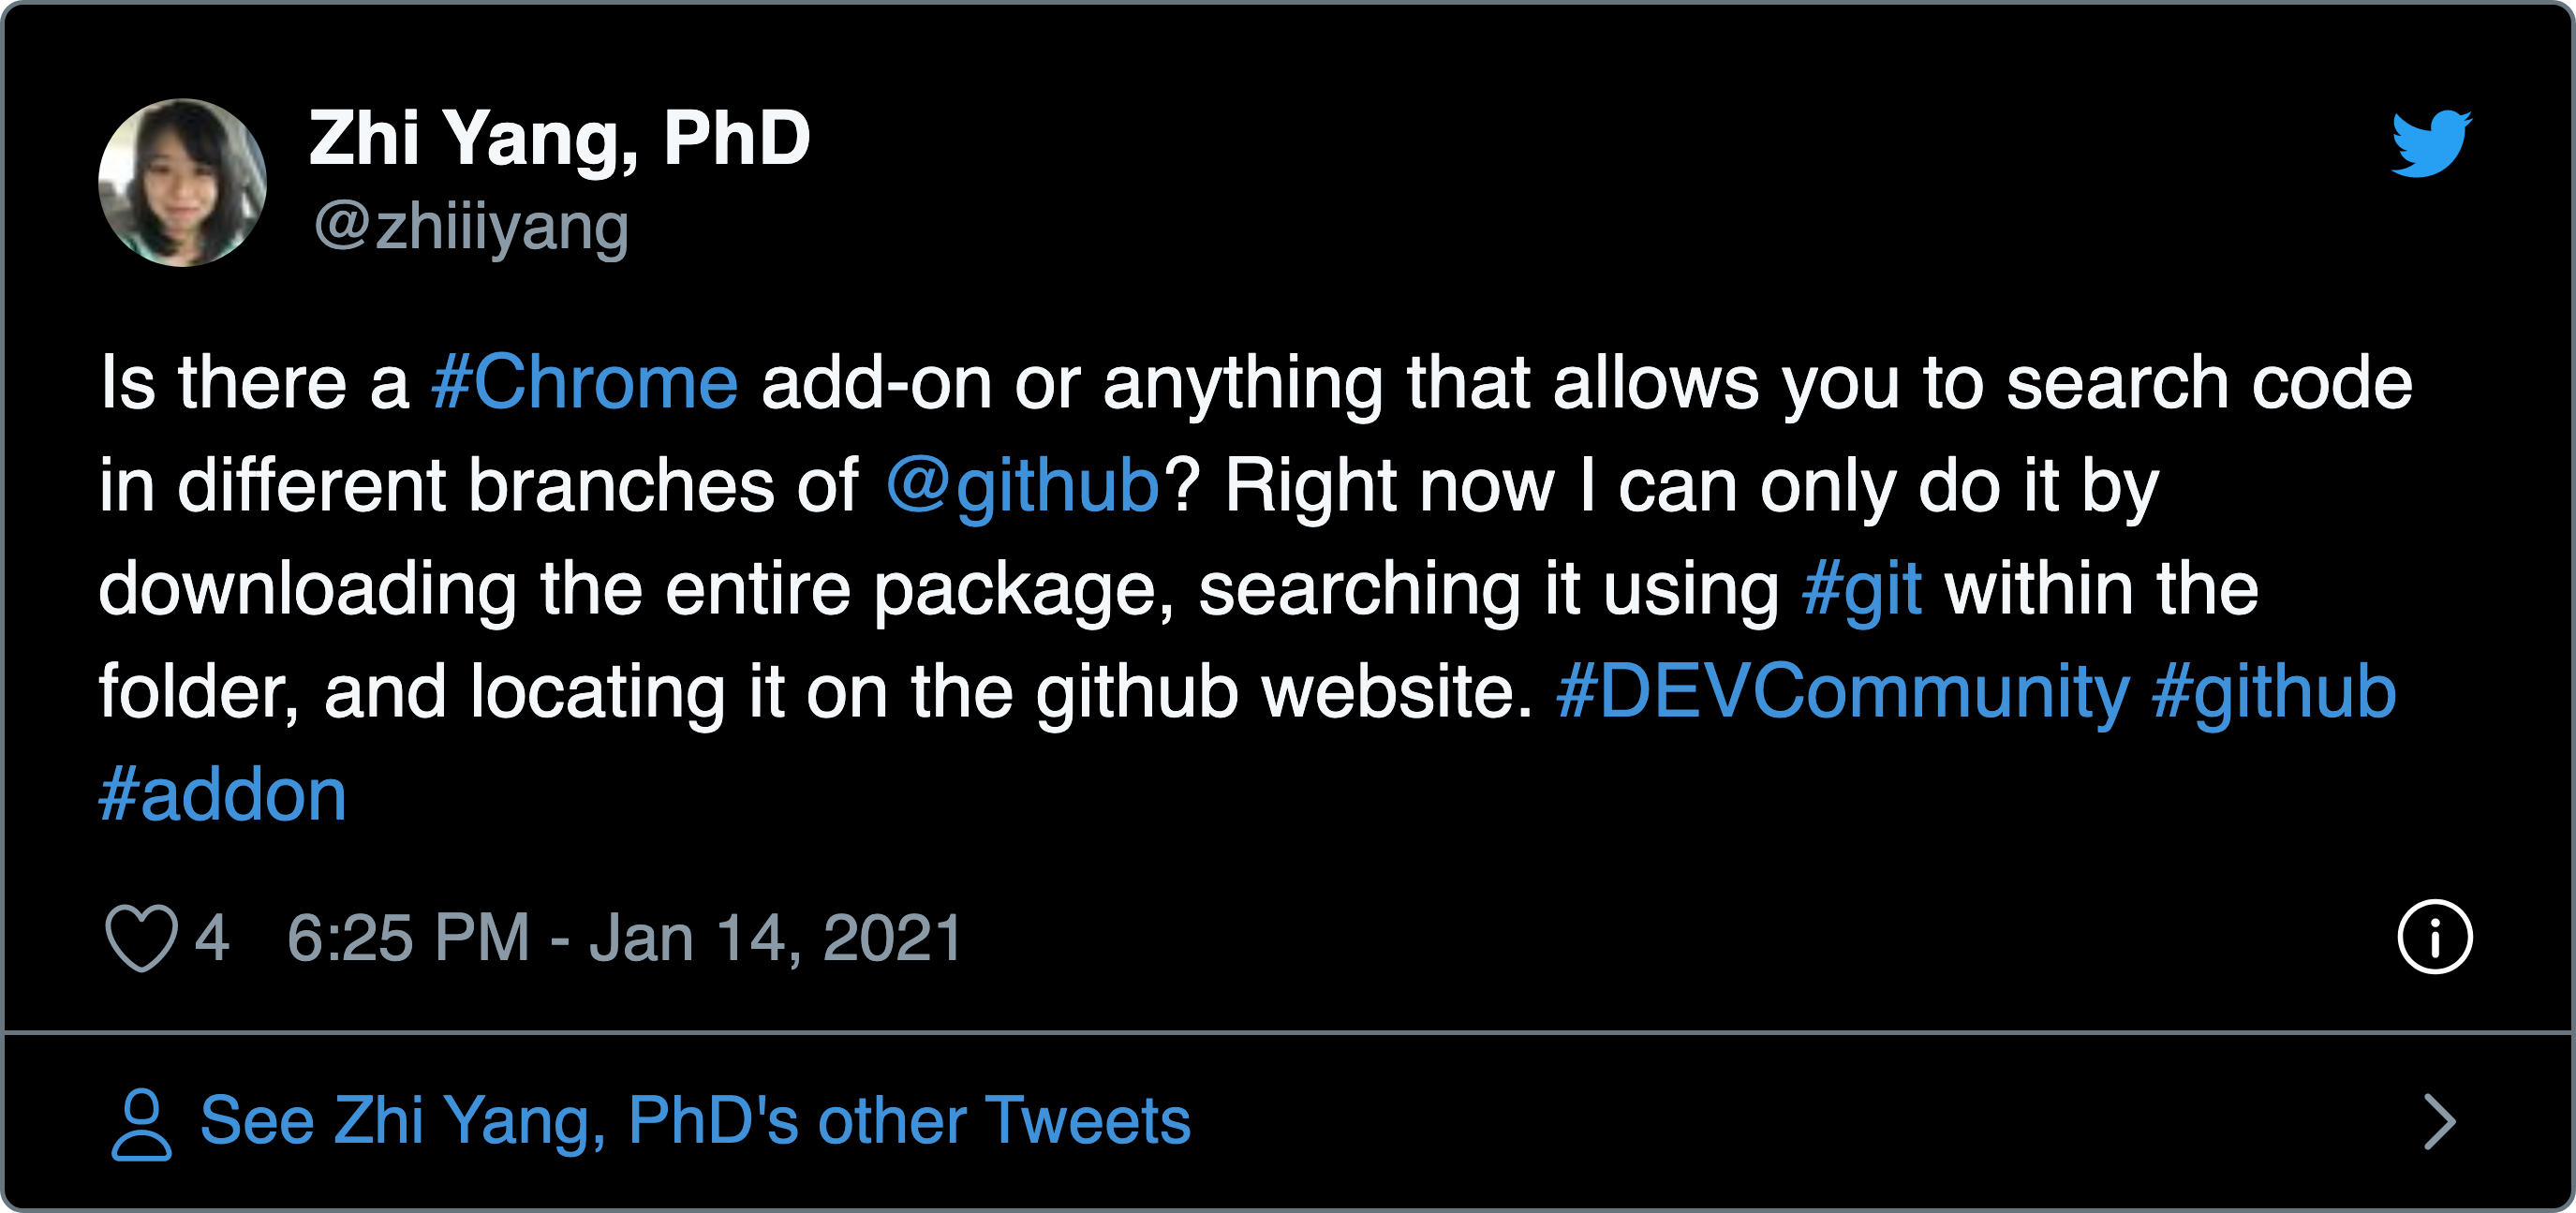 Zhi Yang, PhD
@zhiiiyang
Is there a #Chrome add-on or anything that allows you to search code
in different branches of @github? Right now I can only do it by
downloading the entire package, searching it using #git within the
folder, and locating it on the github website. #DEVCommunity #github
#addon
4 6:25 PM - Jan 14, 2021
See Zhi Yang, PhD's other Tweets